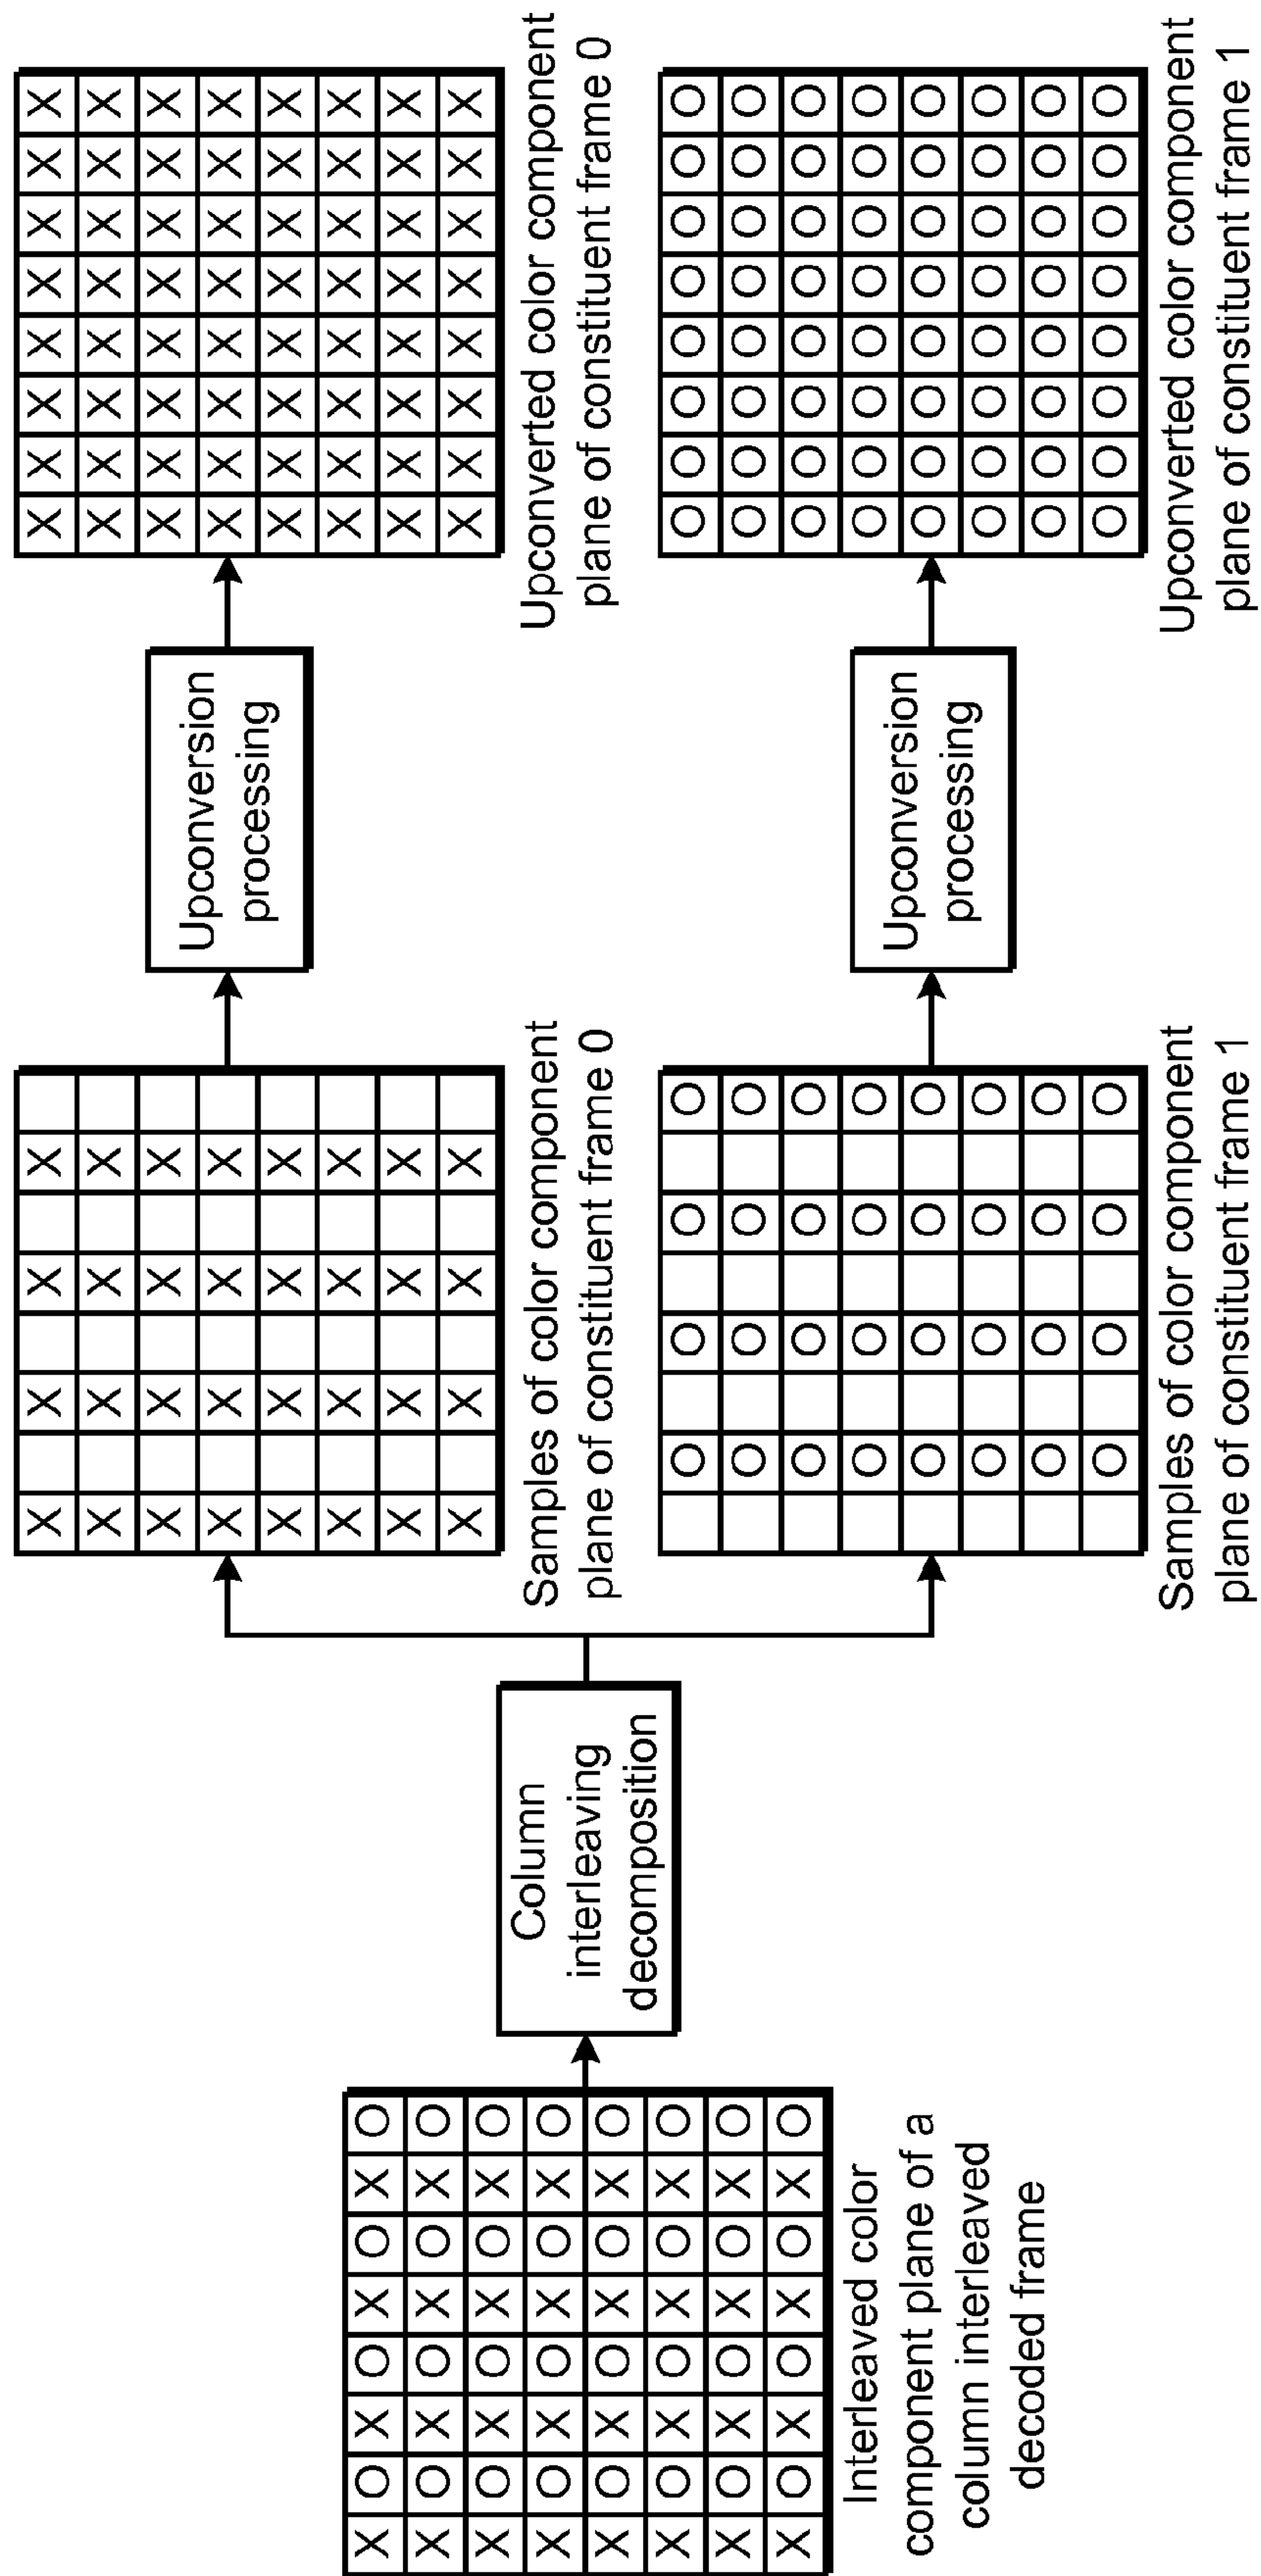 X O X O X O X O
X O X O X O X O
X O X O X O X O
X O X O X O X O
X O X O X O X O
X O X O X O X O
X O X O X O X O
X O X O X O X O
Interleaved color
component plane of a
column interleaved
decoded frame
Column
interleaving
decomposition
X X X X
X X X X
X X X X
X X X X
X X X X
X X X X
X X X X
X X X X
Samples of color component
plane of constituent frame 0
Upconversion
processing
X X X X X X X X
X X X X X X X X
X X X X X X X X
X X X X X X X X
X X X X X X X X
X X X X X X X X
X X X X X X X X
X X X X X X X X
Upconverted color component
plane of constituent frame 0
O O O O
O O O O
O O O O
O O O O
O O O O
O O O O
O O O O
O O O O
Samples of color component
plane of constituent frame 1
Upconversion
processing
O O O O O O O O
O O O O O O O O
O O O O O O O O
O O O O O O O O
O O O O O O O O
O O O O O O O O
O O O O O O O O
O O O O O O O O
Upconverted color component
plane of constituent frame 1